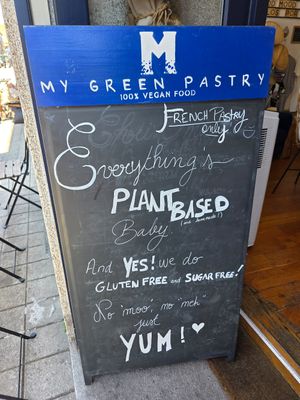 M
MY GREEN PASTRY
100% VEGAN FOOD
FRENCH PASTRY
only
Everything's
PLANT BASED
Baby
And YES! we do
GLUTEN FREE and SUGAR FREE!
No "moo", no "meh"
just
YUM!